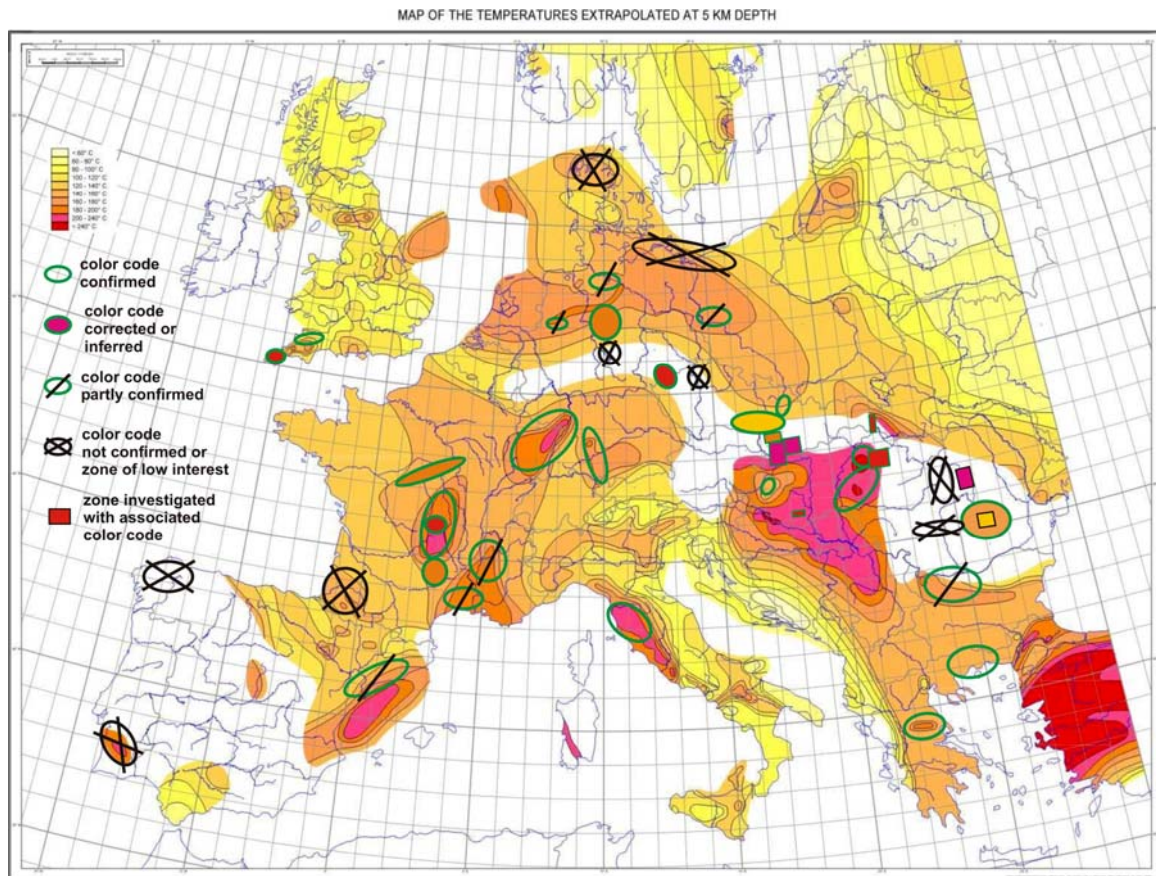 MAP OF THE TEMPERATURES EXTRAPOLATED AT 5 KM DEPTH
< 60° C
60 - 80° C
80 - 100° C
100 - 120° C
120 - 140° C
140 - 160° C
160 - 180° C
180 - 200° C
200 - 240° C
> 240° C
color code
confirmed
color code
corrected or
inferred
color code
partly confirmed
color code
not confirmed or
zone of low interest
zone investigated
with associated
color code